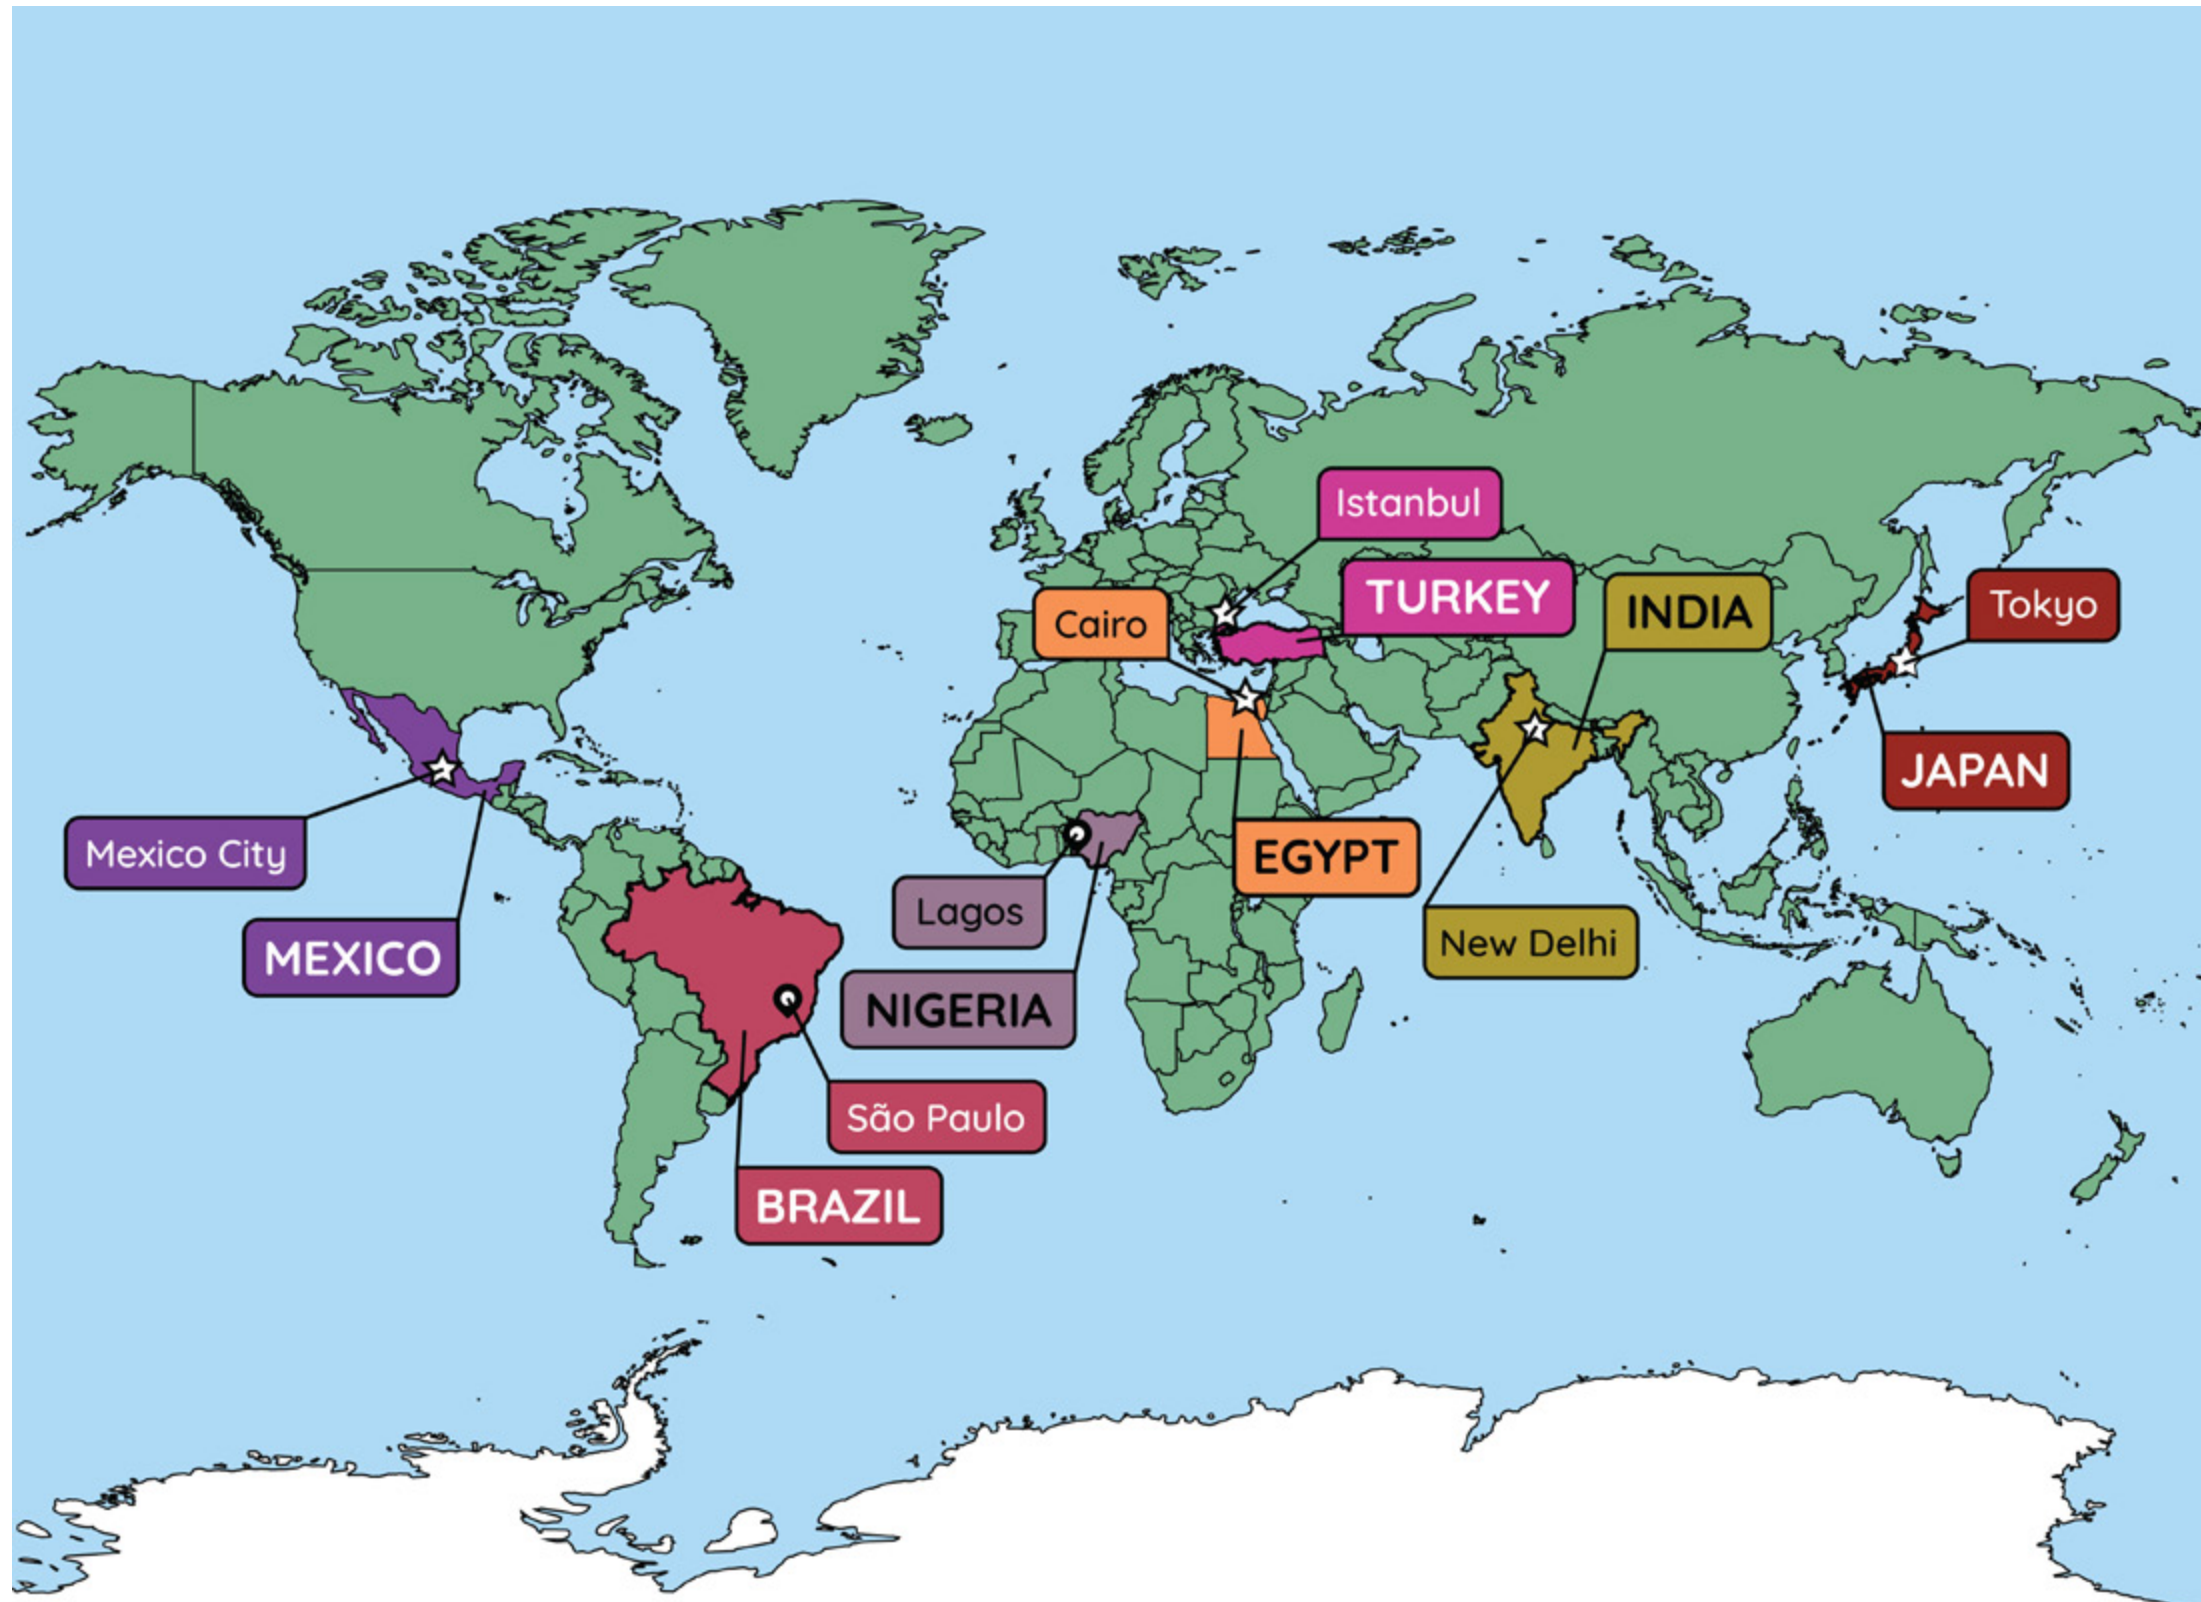 Istanbul
TURKEY
INDIA
Tokyo
Cairo
JAPAN
Mexico City
EGYPT
Lagos
New Delhi
MEXICO
NIGERIA
São Paulo
BRAZIL